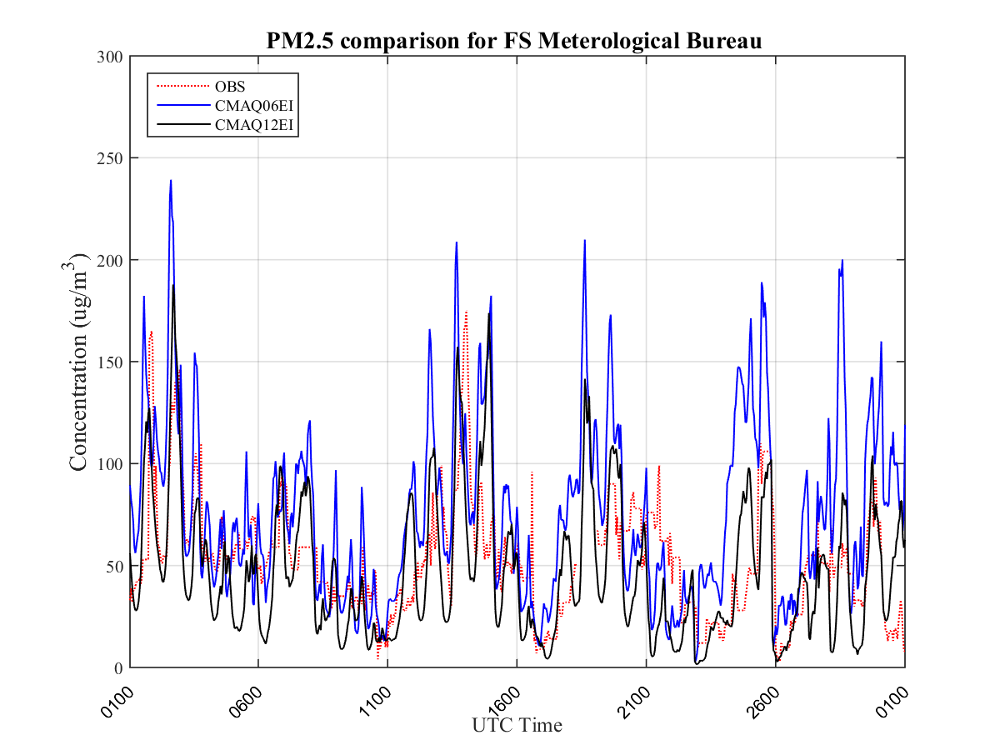 PM2.5 comparison for FS Meterological Bureau
300
250
200
150
100
50
0
Concentration (ug/m³)
OBS
CMAQ06EI
CMAQ12EI
0100 0600 1100 1600 2100 2600 0100
UTC Time